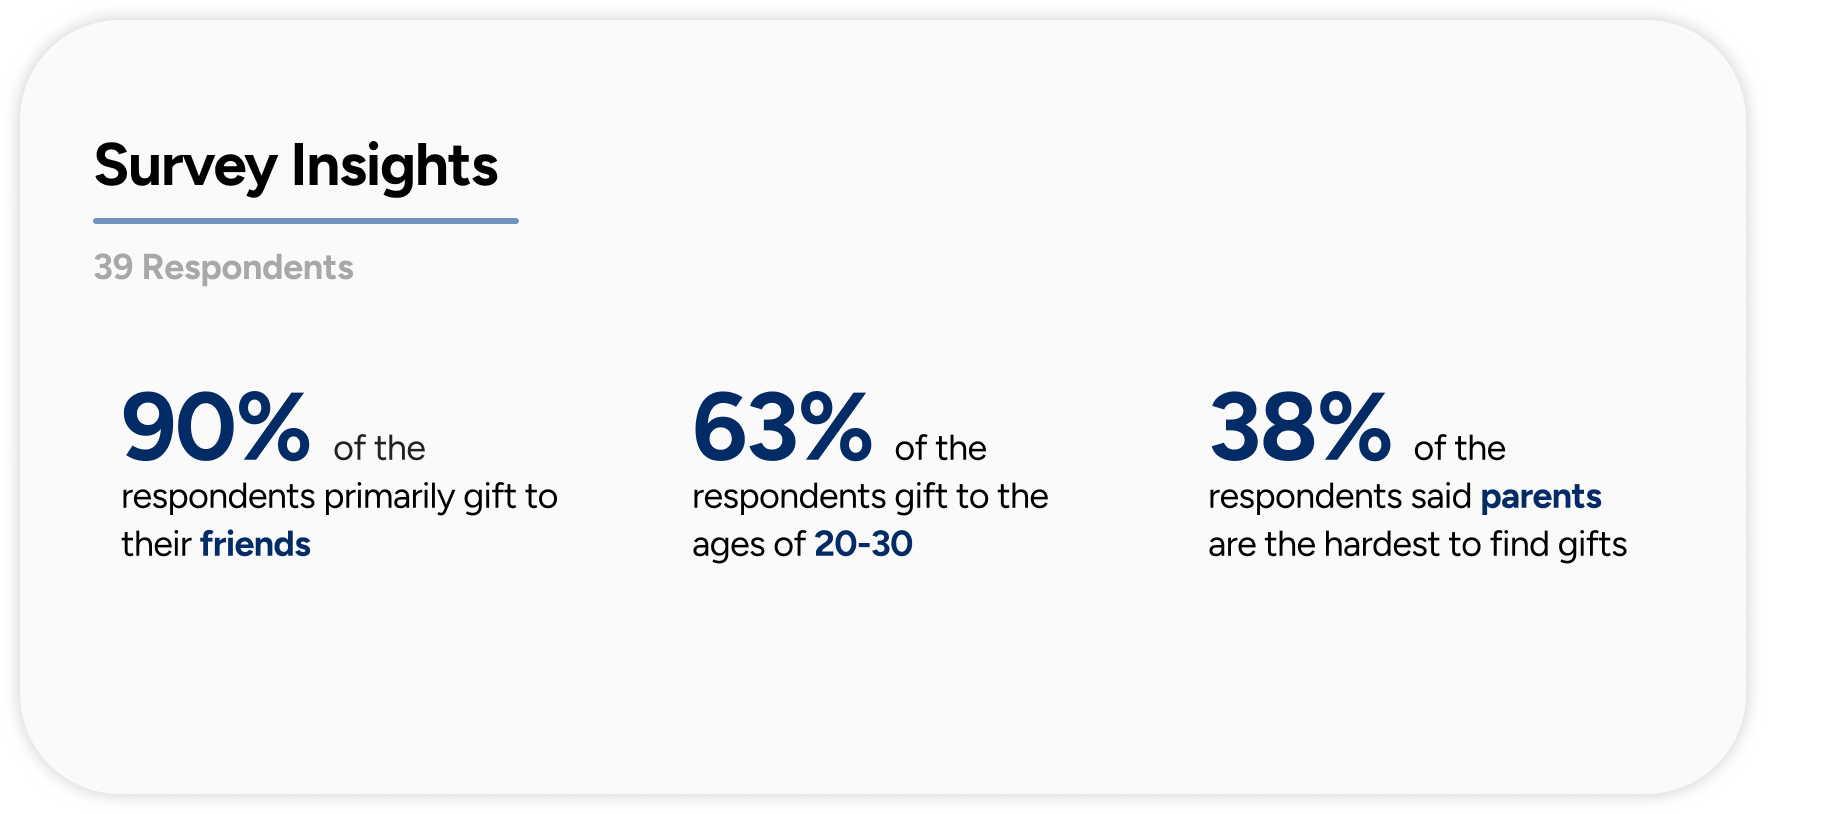 Survey Insights
39 Respondents
90% of the
respondents primarily gift to
their friends
63% of the
respondents gift to the
ages of 20-30
38% of the
respondents said parents
are the hardest to find gifts